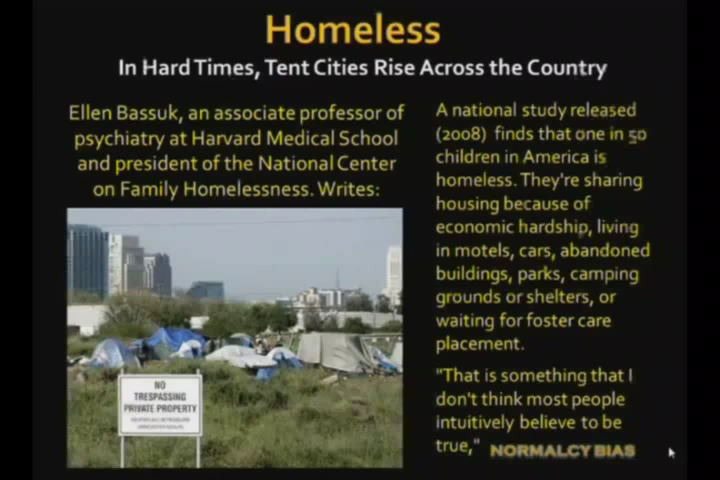 Homeless
In Hard Times, Tent Cities Rise Across the Country
Ellen Bassuk, an associate professor of
psychiatry at Harvard Medical School
and president of the National Center
on Family Homelessness. Writes:
NO
TRESPASSING
PRIVATE PROPERTY
A national study released
(2008) finds that one in 50
children in America is
homeless. They're sharing
housing because of
economic hardship, living
in motels, cars, abandoned
buildings, parks, camping
grounds or shelters, or
waiting for foster care
placement.
"That is something that I
don't think most people
intuitively believe to be
true,"
NORMALCY BIAS